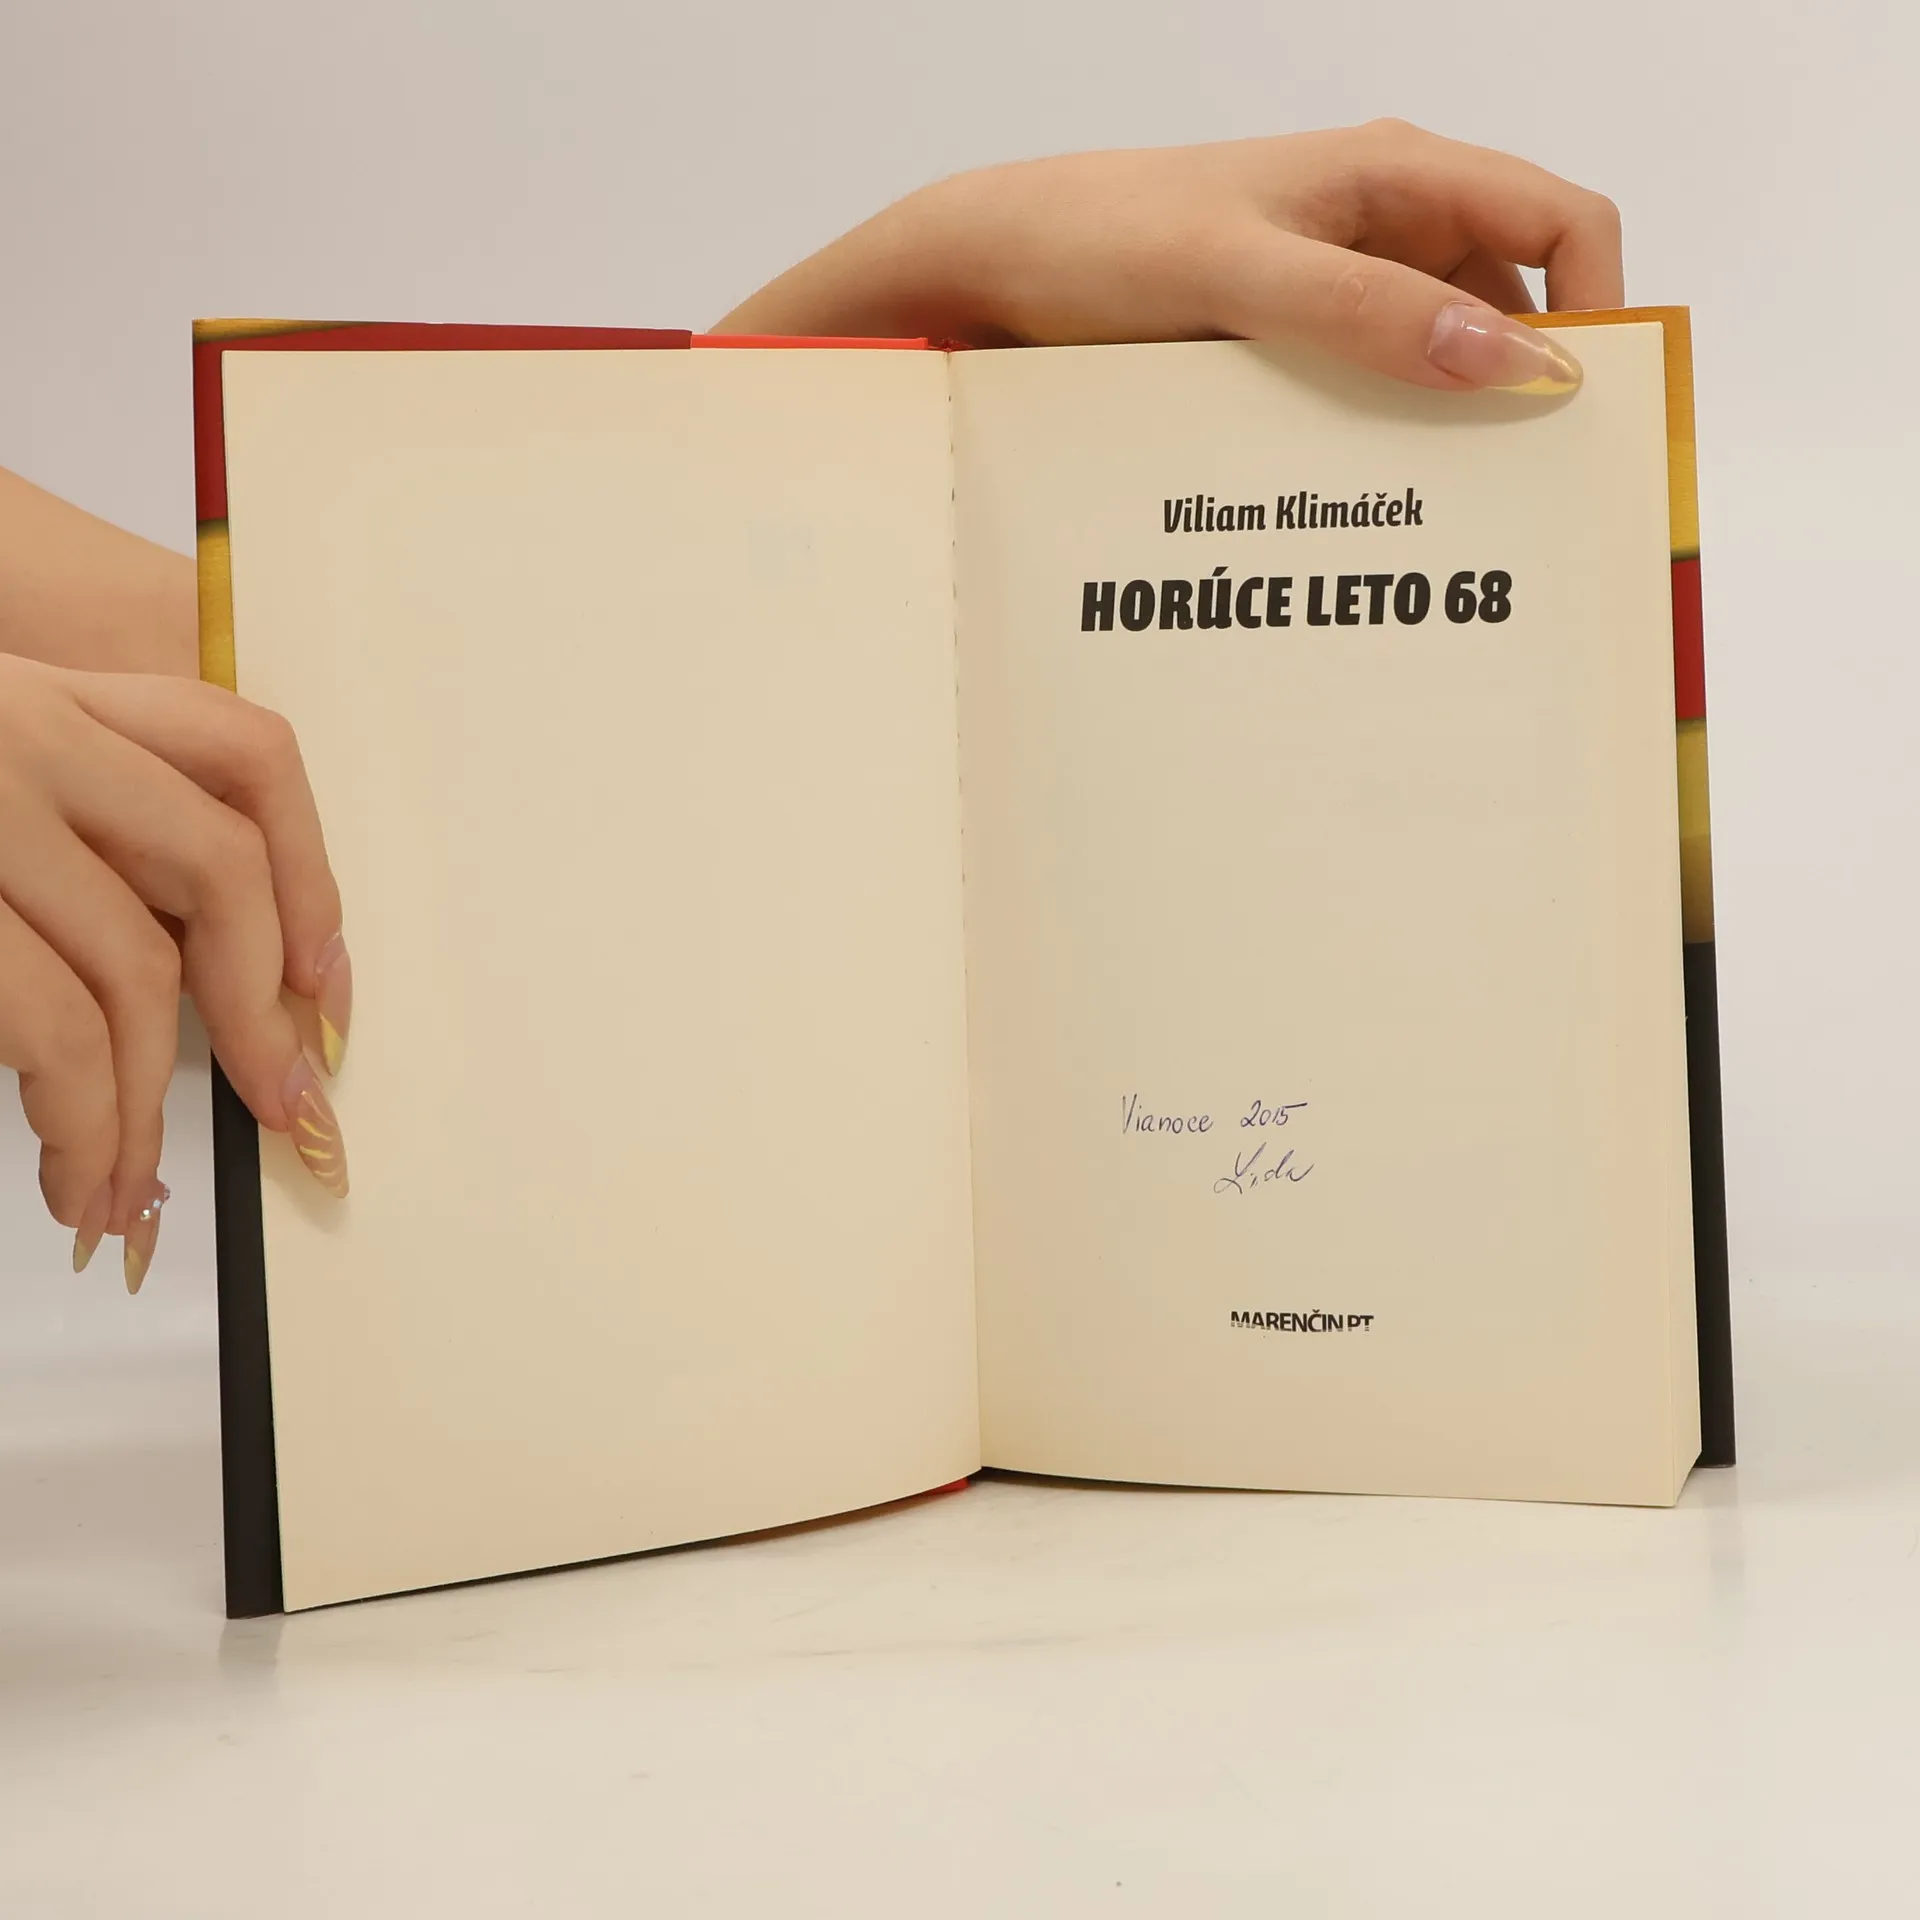 Viliam Klimáček
HORÚCE LETO 68
Vianoce 2015
Lida
MARENČIN PT